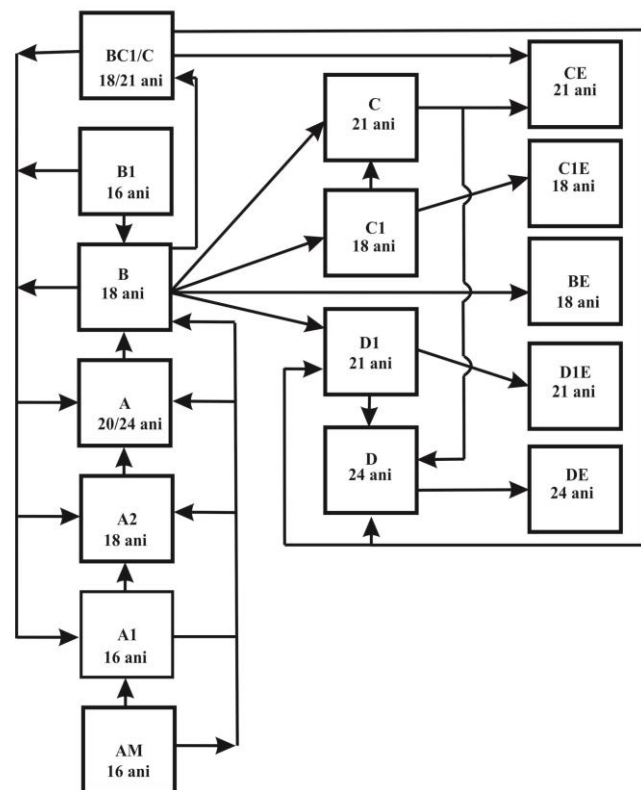 BC1/C
18/21 ani
B1
16 ani
B
18 ani
A
20/24 ani
A2
18 ani
A1
16 ani
AM
16 ani
C
21 ani
C1
18 ani
D1
21 ani
D
24 ani
CE
21 ani
C1E
18 ani
BE
18 ani
D1E
21 ani
DE
24 ani